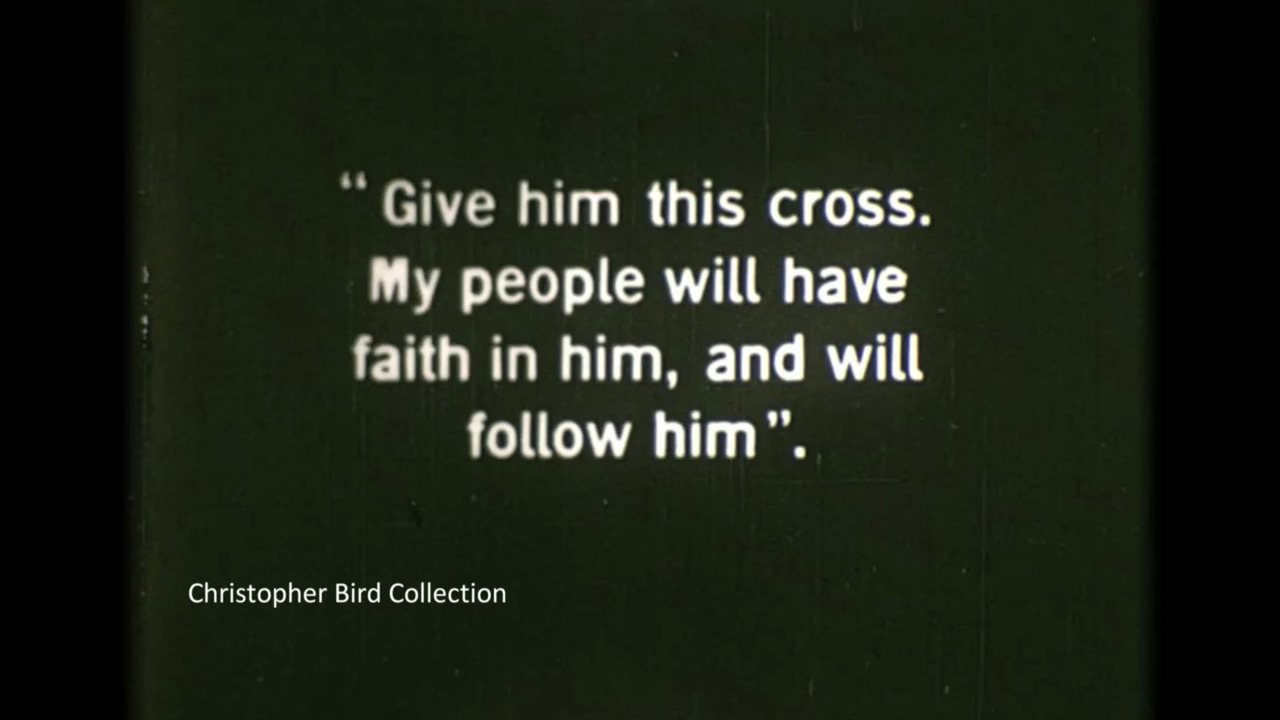 “ Give him this cross.
My people will have
faith in him, and will
follow him ”.
Christopher Bird Collection